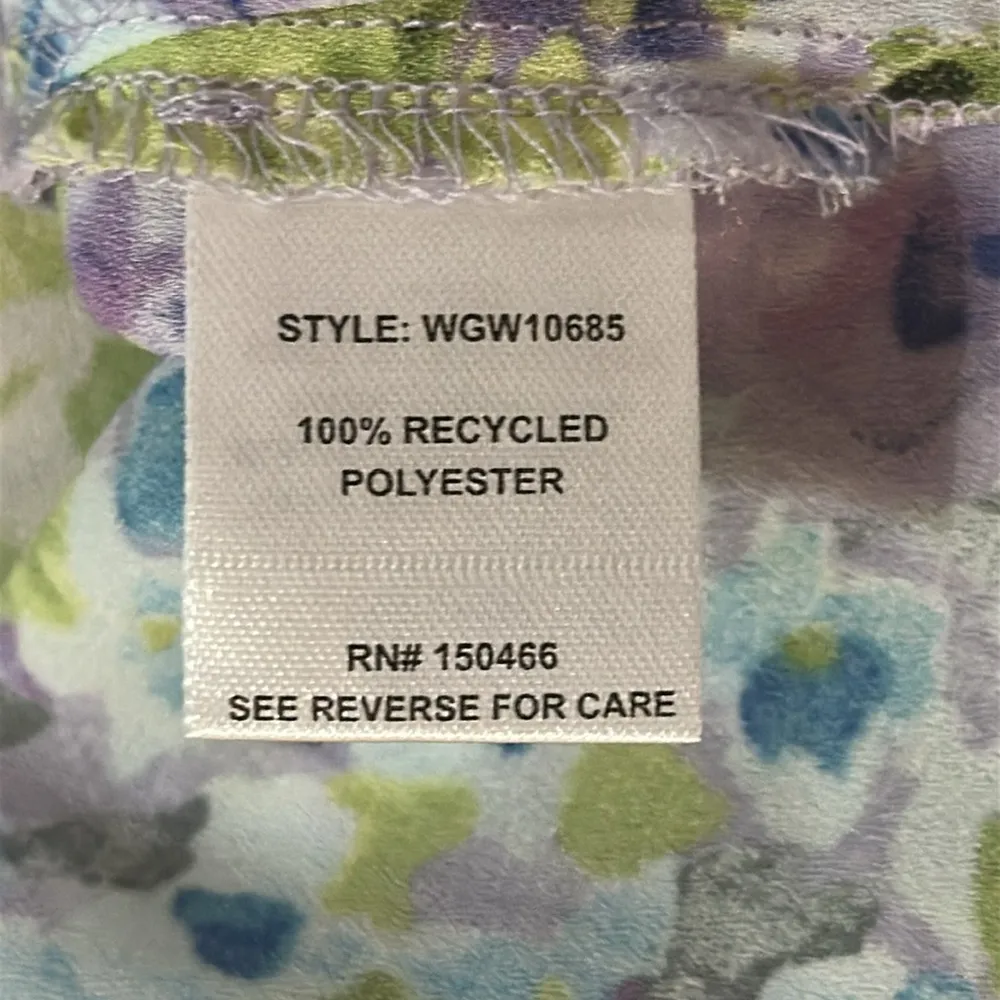 STYLE: WGW10685
100% RECYCLED
POLYESTER
RN# 150466
SEE REVERSE FOR CARE